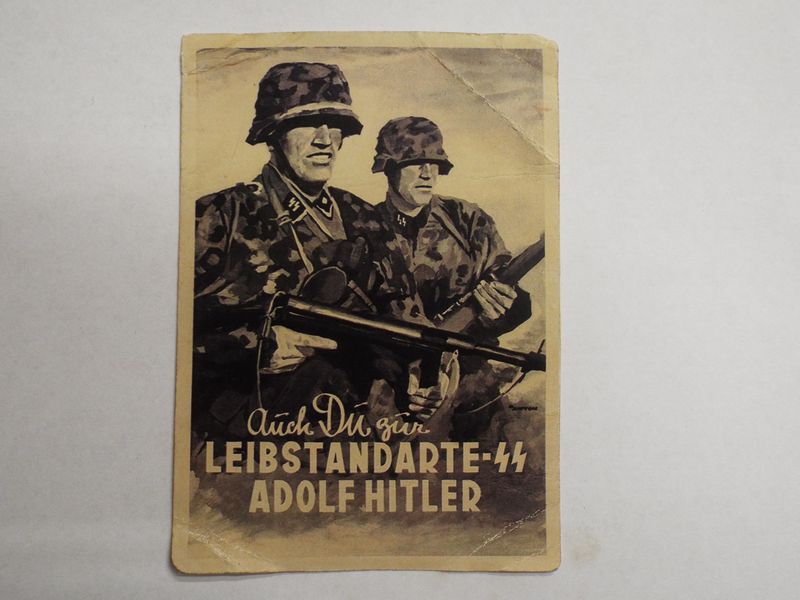 Auch Du zur
LEIBSTANDARTE-SS
ADOLF HITLER